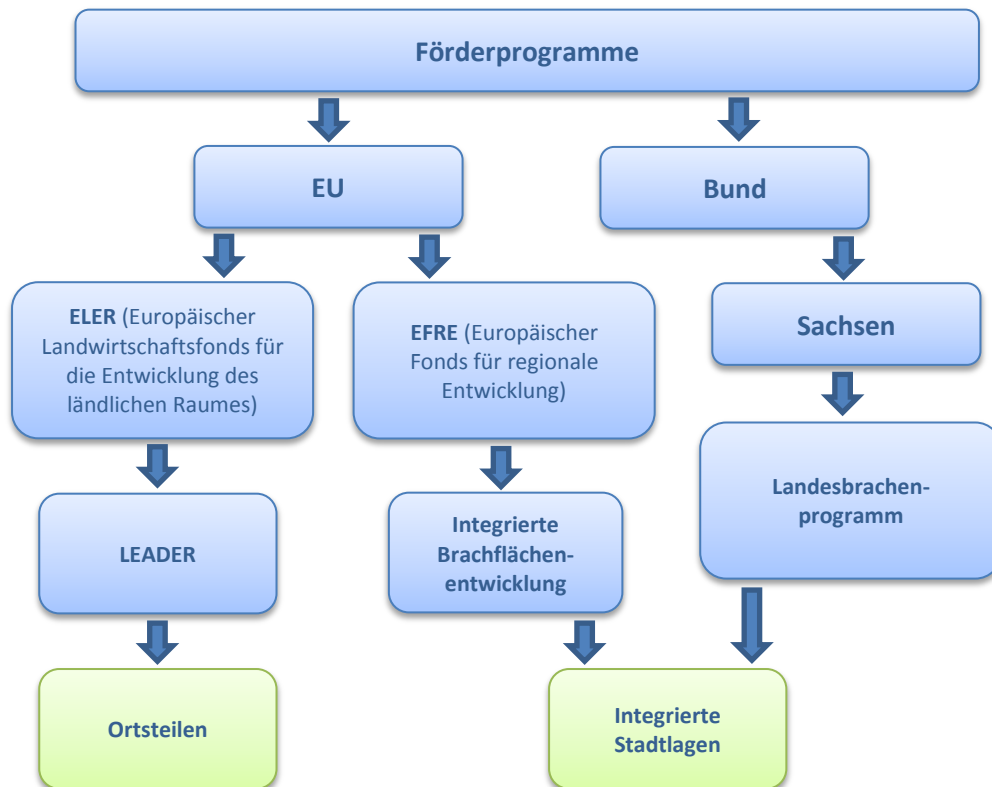 Förderprogramme
EU
Bund
ELER (Europäischer
Landwirtschaftsfonds für
die Entwicklung des
ländlichen Raumes)
EFRE (Europäischer
Fonds für regionale
Entwicklung)
Sachsen
LEADER
Integrierte
Brachflächen-
entwicklung
Landesbrachen-
programm
Ortsteilen
Integrierte
Stadtlagen